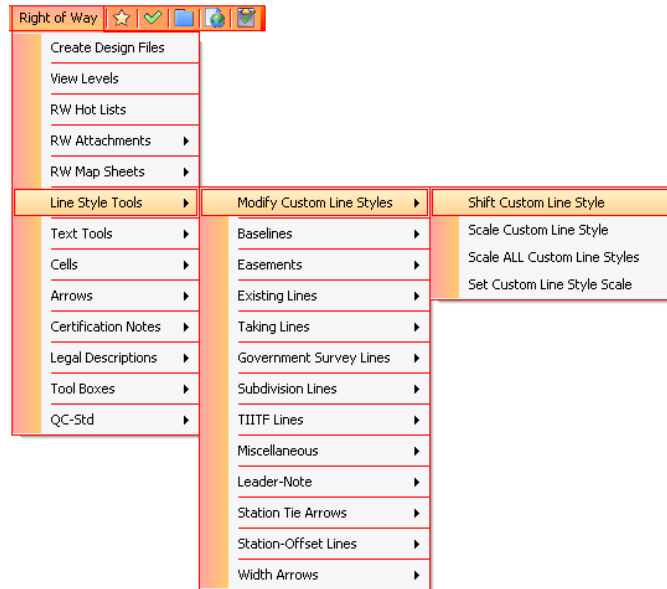 Right of Way
Create Design Files
View Levels
RW Hot Lists
RW Attachments
RW Map Sheets
Line Style Tools
Text Tools
Cells
Arrows
Certification Notes
Legal Descriptions
Tool Boxes
QC-Std
Modify Custom Line Styles
Baselines
Easements
Existing Lines
Taking Lines
Government Survey Lines
Subdivision Lines
TIITF Lines
Miscellaneous
Leader-Note
Station Tie Arrows
Station-Offset Lines
Width Arrows
Shift Custom Line Style
Scale Custom Line Style
Scale ALL Custom Line Styles
Set Custom Line Style Scale